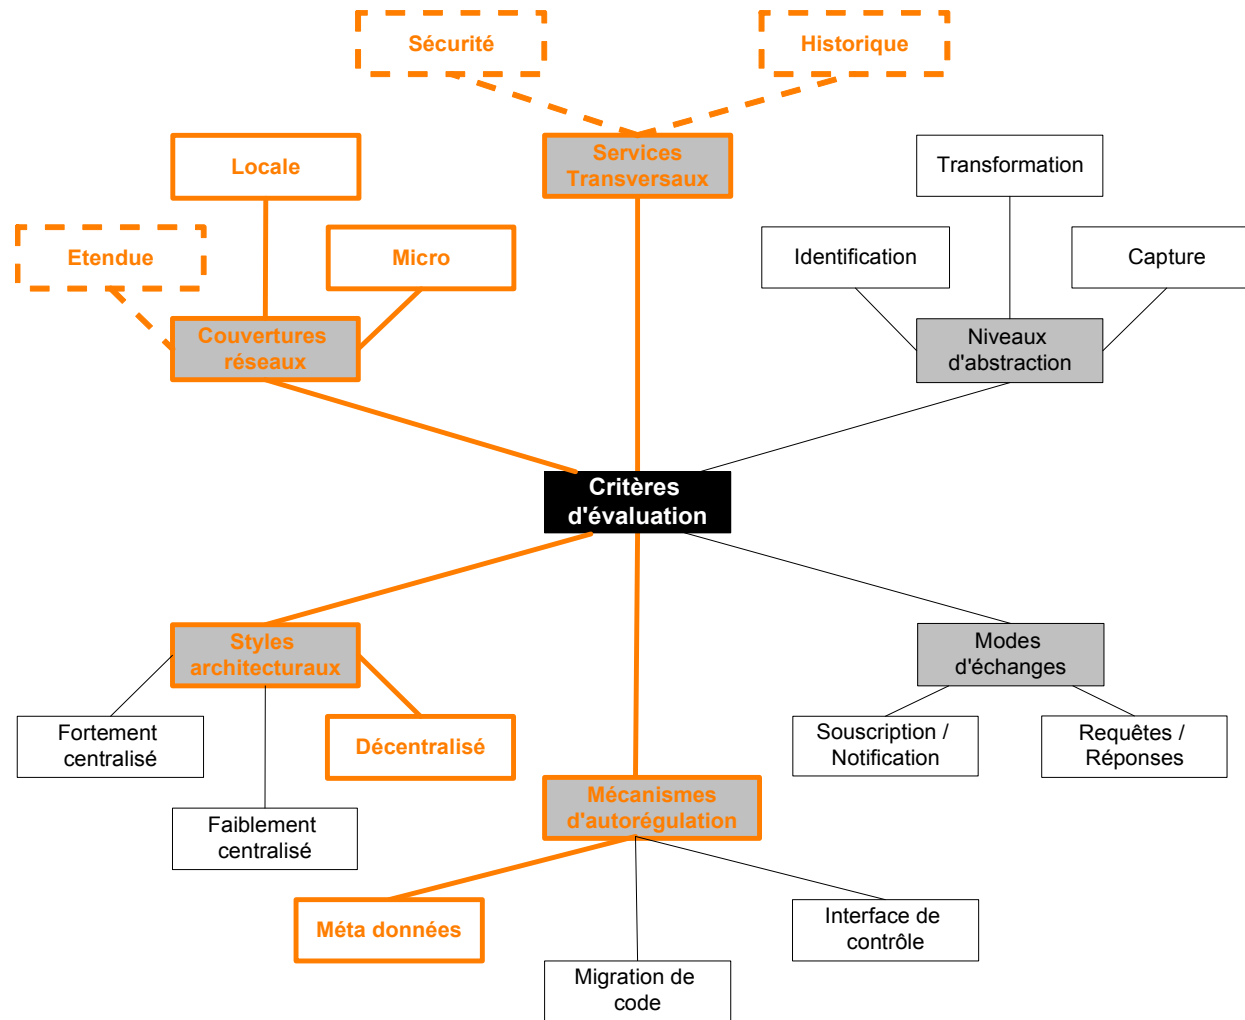 Sécurité
Historique
Services
Transversaux
Locale
Transformation
Etendue
Micro
Identification
Capture
Couvertures
réseaux
Niveaux
d'abstraction
Critères
d'évaluation
Styles
architecturaux
Modes
d'échanges
Fortement
centralisé
Décentralisé
Souscription /
Notification
Requêtes /
Réponses
Faiblement
centralisé
Mécanismes
d'autorégulation
Méta données
Interface de
contrôle
Migration de
code